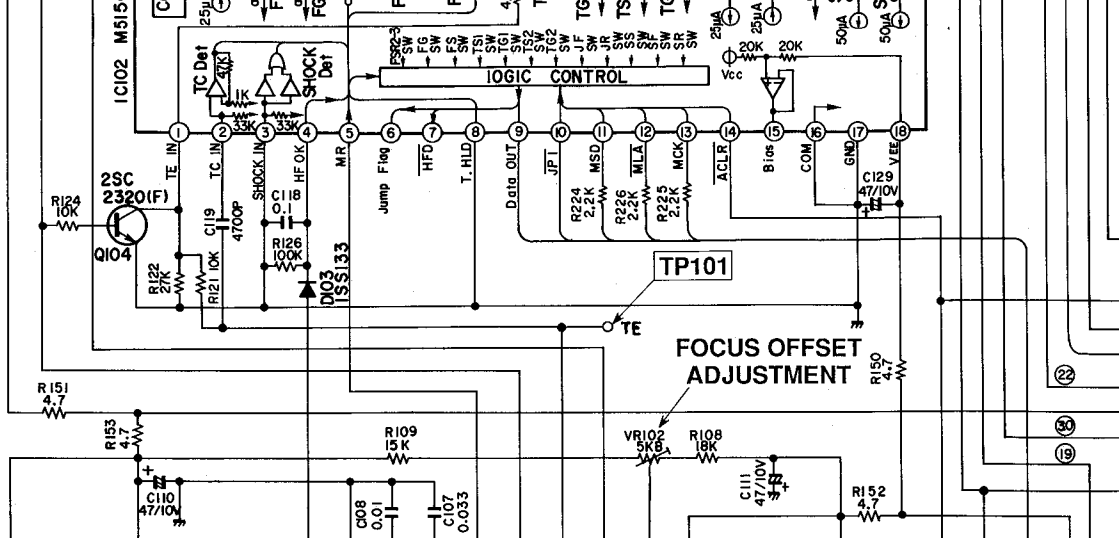 IC102 M515
25μ
TC Det
47K
1K
33K
SHOCK Det
33K
PSR2-3
SW
FG
SW
FS
SW
TS1
SW
TG1
SW
TS2
SW
TG2
SW
JF
SW
JR
SW
SS
SW
SF
SW
SR
SW
TG
TS
TG
25μA
25μA
50μA
50μA
LOGIC CONTROL
20K 20K
Vcc
1 2 3 4 5 6 7 8 9 10 11 12 13 14 15 16 17 18
TE IN
TC IN
SHOCK IN
HF OK
MR
Jump Flag
HFD
T. HLD
Data OUT
JP1
MSD
MLA
MCK
ACLR
Bias
COM
GND
VEE
2SC
2320(F)
R124
10K
Q104
C119
4700P
C118
0.1
R126
100K
R122
27K
R121 10K
D103
1SS133
R224
2.2K
R226
2.2K
R225
2.2K
C129
47/10V
+
TP101
TE
FOCUS OFFSET
ADJUSTMENT
R150
4.7
22
R151
4.7
R153
4.7
30
19
R109
15K
VR102
5KB
R108
18K
+
C110
47/10V
C108
0.01
C107
0.033
C111
47/10V
+
R152
4.7